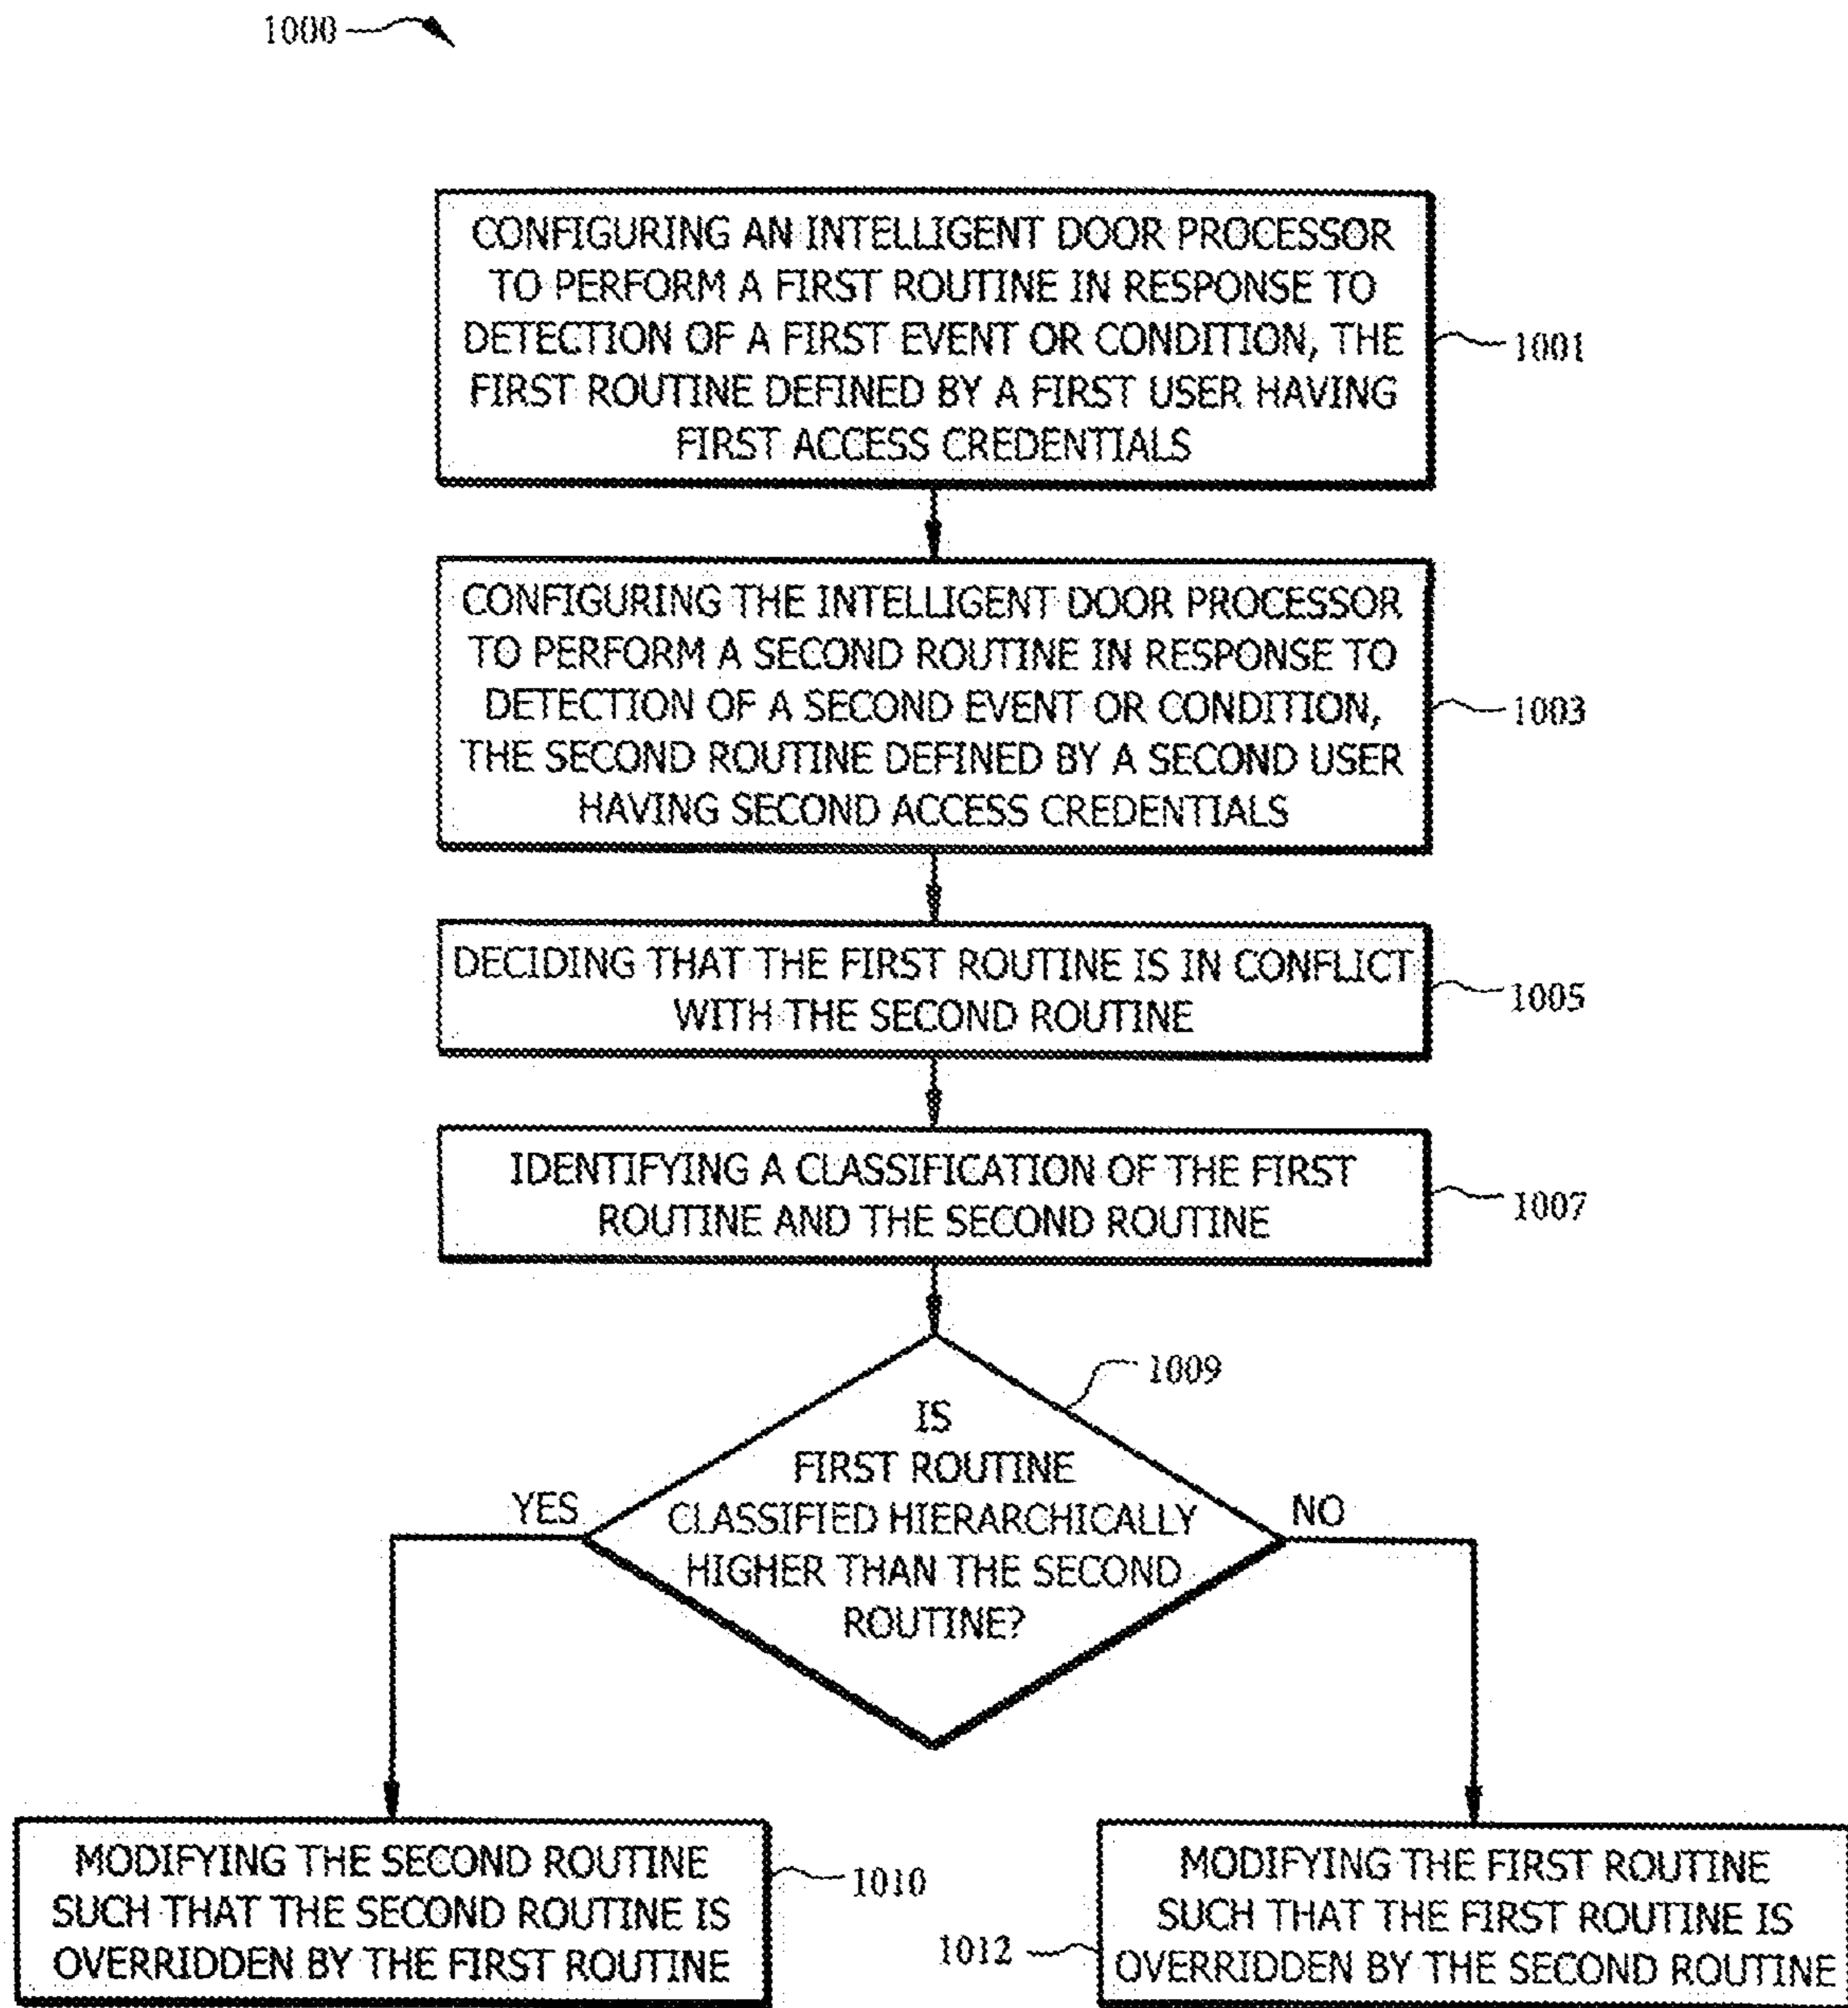 1000
CONFIGURING AN INTELLIGENT DOOR PROCESSOR
TO PERFORM A FIRST ROUTINE IN RESPONSE TO
DETECTION OF A FIRST EVENT OR CONDITION, THE
FIRST ROUTINE DEFINED BY A FIRST USER HAVING
FIRST ACCESS CREDENTIALS
1001
CONFIGURING THE INTELLIGENT DOOR PROCESSOR
TO PERFORM A SECOND ROUTINE IN RESPONSE TO
DETECTION OF A SECOND EVENT OR CONDITION,
THE SECOND ROUTINE DEFINED BY A SECOND USER
HAVING SECOND ACCESS CREDENTIALS
1003
DECIDING THAT THE FIRST ROUTINE IS IN CONFLICT
WITH THE SECOND ROUTINE
1005
IDENTIFYING A CLASSIFICATION OF THE FIRST
ROUTINE AND THE SECOND ROUTINE
1007
1009
IS
FIRST ROUTINE
CLASSIFIED HIERARCHICALLY
HIGHER THAN THE SECOND
ROUTINE?
YES
NO
MODIFYING THE SECOND ROUTINE
SUCH THAT THE SECOND ROUTINE IS
OVERRIDDEN BY THE FIRST ROUTINE
1010
1012
MODIFYING THE FIRST ROUTINE
SUCH THAT THE FIRST ROUTINE IS
OVERRIDDEN BY THE SECOND ROUTINE